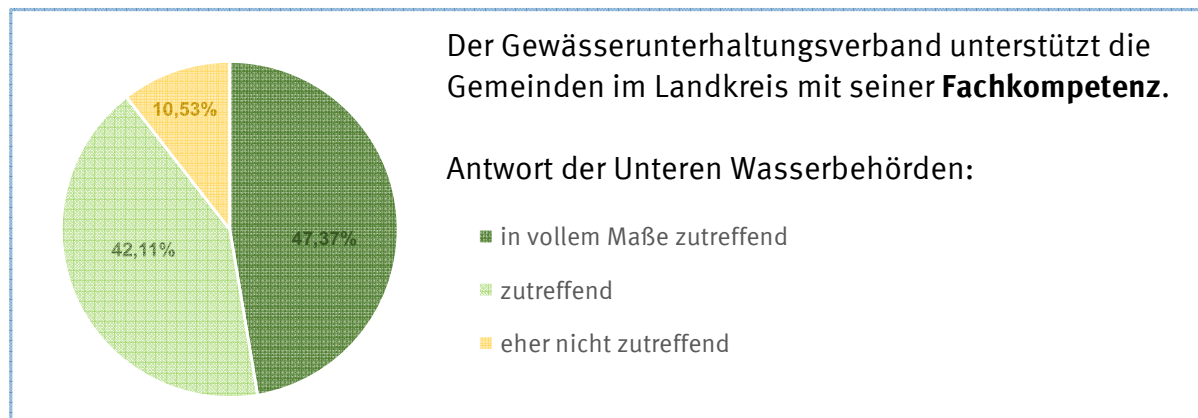 Der Gewässerunterhaltungsverband unterstützt die
Gemeinden im Landkreis mit seiner Fachkompetenz.
Antwort der Unteren Wasserbehörden:
in vollem Maße zutreffend
zutreffend
eher nicht zutreffend
10,53%
47,37%
42,11%